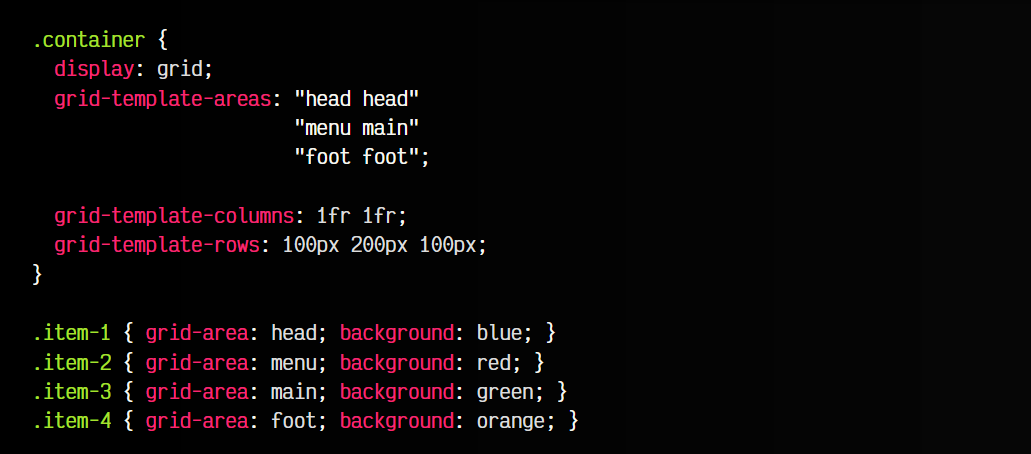 .container {
  display: grid;
  grid-template-areas: "head head"
                       "menu main"
                       "foot foot";

  grid-template-columns: 1fr 1fr;
  grid-template-rows: 100px 200px 100px;
}

.item-1 { grid-area: head; background: blue; }
.item-2 { grid-area: menu; background: red; }
.item-3 { grid-area: main; background: green; }
.item-4 { grid-area: foot; background: orange; }